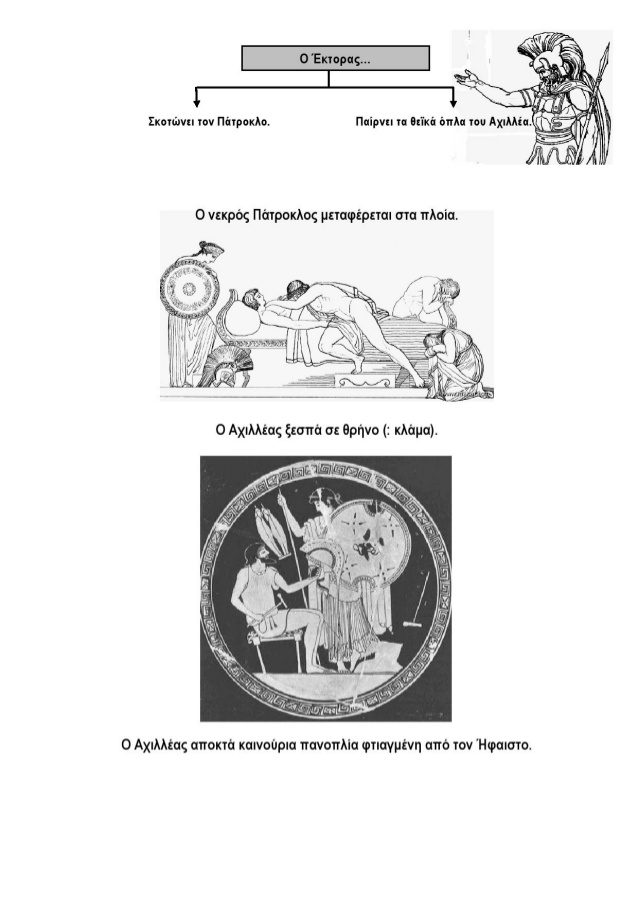 Ο Έκτορας...
Σκοτώνει τον Πάτροκλο.
Παίρνει τα θεϊκά όπλα του Αχιλλέα.
Ο νεκρός Πάτροκλος μεταφέρεται στα πλοία.
Ο Αχιλλέας ξεσπά σε θρήνο (: κλάμα).
Ο Αχιλλέας αποκτά καινούρια πανοπλία φτιαγμένη από τον Ήφαιστο.